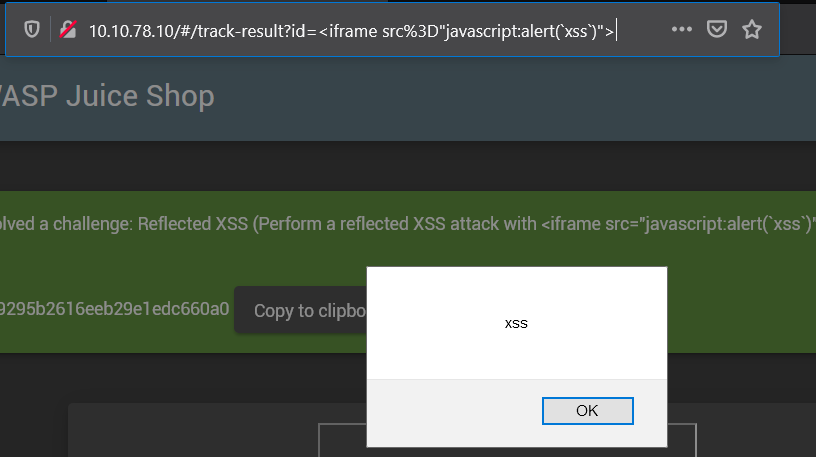 10.10.78.10/#/track-result?id=<iframe src%3D"javascript:alert(`xss`)">
ASP Juice Shop
olved a challenge: Reflected XSS (Perform a reflected XSS attack with <iframe src="javascript:alert(`xss`)"
9295b2616eeb29e1edc660a0
Copy to clipbo
xss
OK